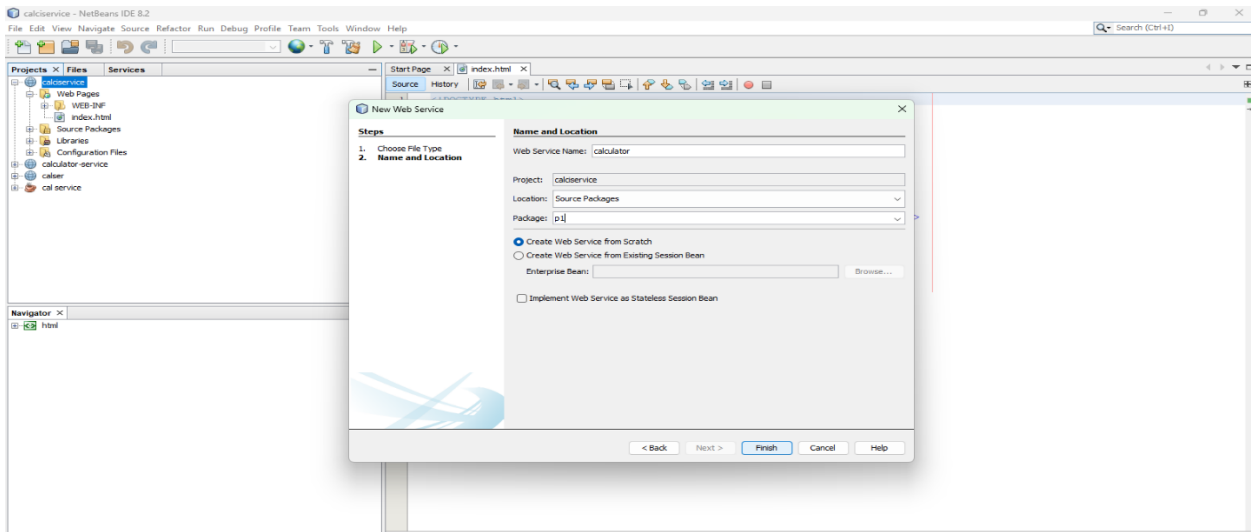 calciservice - NetBeans IDE 8.2
File Edit View Navigate Source Refactor Run Debug Profile Team Tools Window Help
Search (Ctrl+I)
Projects Files Services
calciservice
Web Pages
WEB-INF
index.html
Source Packages
Libraries
Configuration Files
calculator-service
calser
cal service
Navigator
html
Start Page index.html
Source History
1 <!DOCTYPE html>
New Web Service
Steps
1. Choose File Type
2. Name and Location
Name and Location
Web Service Name: calculator
Project: calciservice
Location: Source Packages
Package: p1
Create Web Service from Scratch
Create Web Service from Existing Session Bean
Enterprise Bean: Browse...
Implement Web Service as Stateless Session Bean
< Back Next > Finish Cancel Help